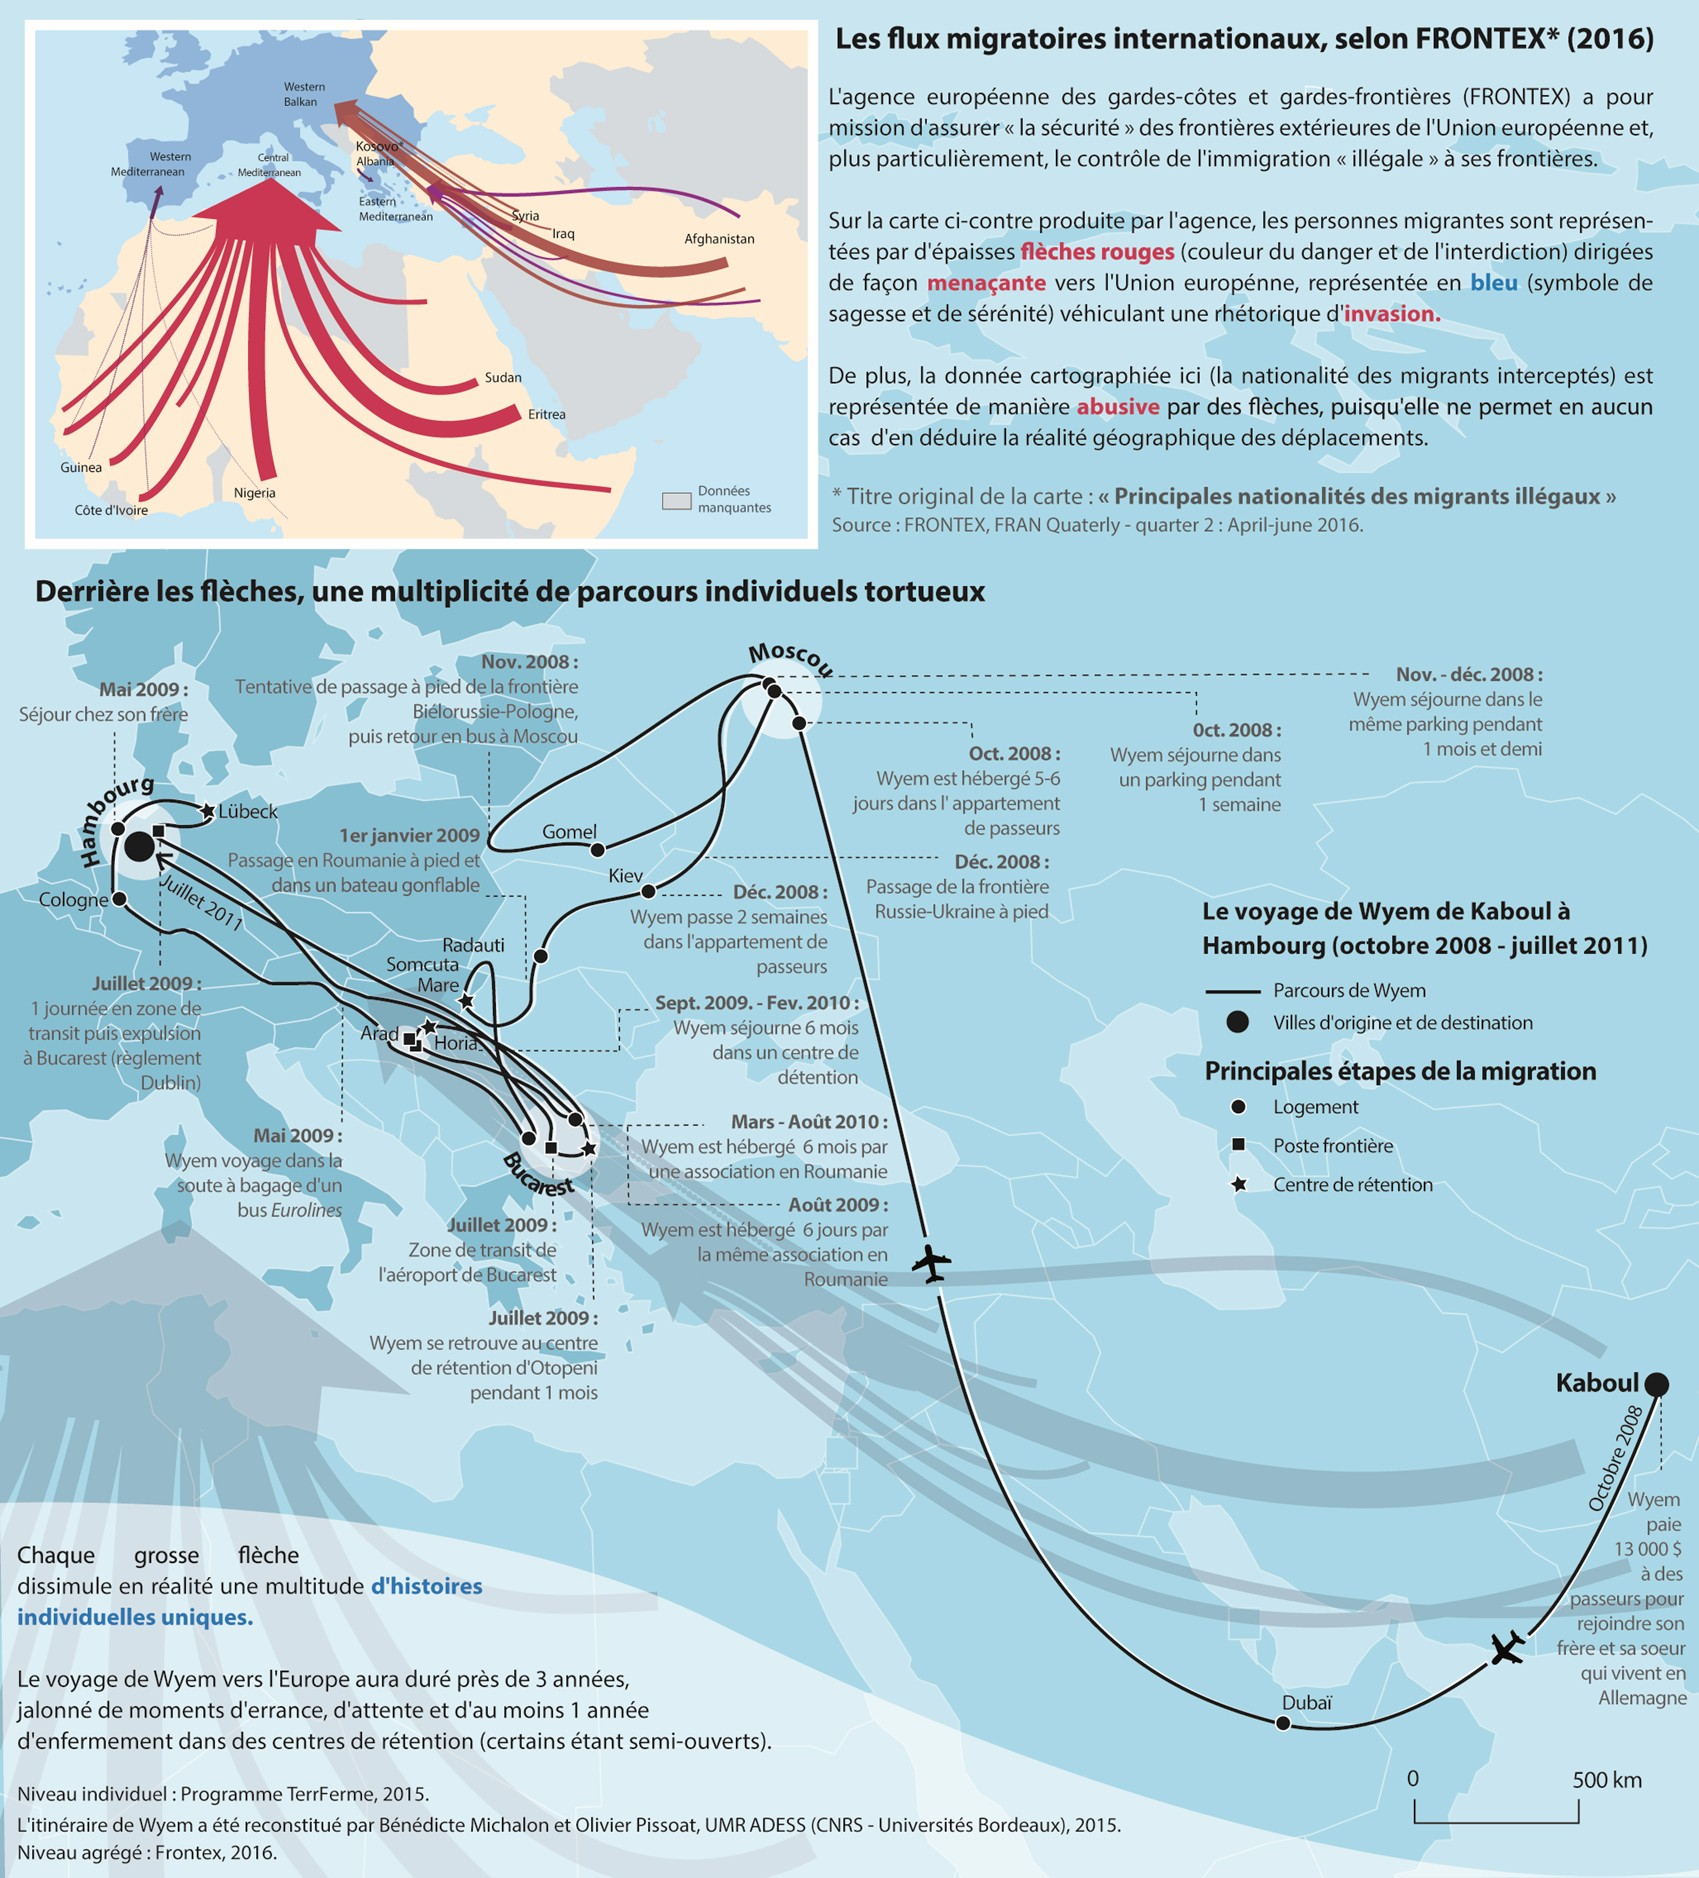 Les flux migratoires internationaux, selon FRONTEX* (2016)
L'agence européenne des gardes-côtes et gardes-frontières (FRONTEX) a pour
mission d'assurer « la sécurité » des frontières extérieures de l'Union européenne et,
plus particulièrement, le contrôle de l'immigration « illégale » à ses frontières.
Sur la carte ci-contre produite par l'agence, les personnes migrantes sont représen-
tées par d'épaisses flèches rouges (couleur du danger et de l'interdiction) dirigées
de façon menaçante vers l'Union europénne, représentée en bleu (symbole de
sagesse et de sérénité) véhiculant une rhétorique d'invasion.
De plus, la donnée cartographiée ici (la nationalité des migrants interceptés) est
représentée de manière abusive par des flèches, puisqu'elle ne permet en aucun
cas d'en déduire la réalité géographique des déplacements.
* Titre original de la carte : « Principales nationalités des migrants illégaux »
Source : FRONTEX, FRAN Quaterly - quarter 2 : April-june 2016.
Western
Balkan
Western
Mediterranean
Central
Mediterranean
Kosovo*
Albania
Eastern
Mediterranean
Syria
Iraq
Afghanistan
Sudan
Eritrea
Guinea
Nigeria
Côte d'Ivoire
Données
manquantes
Derrière les flèches, une multiplicité de parcours individuels tortueux
Moscou
Nov. 2008 :
Tentative de passage à pied de la frontière
Biélorussie-Pologne,
puis retour en bus à Moscou
Mai 2009 :
Séjour chez son frère
Nov. - déc. 2008 :
Wyem séjourne dans le
même parking pendant
1 mois et demi
Oct. 2008 :
Wyem séjourne dans
un parking pendant
1 semaine
Oct. 2008 :
Wyem est hébergé 5-6
jours dans l' appartement
de passeurs
Hambourg
Lübeck
1er janvier 2009
Passage en Roumanie à pied et
dans un bateau gonflable
Gomel
Kiev
Déc. 2008 :
Passage de la frontière
Russie-Ukraine à pied
Déc. 2008 :
Wyem passe 2 semaines
dans l'appartement de
passeurs
Cologne
Juillet 2011
Radauti
Somcuta
Mare
Juillet 2009 :
1 journée en zone de
transit puis expulsion
à Bucarest (règlement
Dublin)
Sept. 2009. - Fev. 2010 :
Wyem séjourne 6 mois
dans un centre de
détention
Arad
Horia
Le voyage de Wyem de Kaboul à
Hambourg (octobre 2008 - juillet 2011)
Parcours de Wyem
Villes d'origine et de destination
Principales étapes de la migration
Logement
Poste frontière
Centre de rétention
Mai 2009 :
Wyem voyage dans la
soute à bagage d'un
bus Eurolines
Mars - Août 2010 :
Wyem est hébergé 6 mois par
une association en Roumanie
Bucarest
Août 2009 :
Wyem est hébergé 6 jours par
la même association en
Roumanie
Juillet 2009 :
Zone de transit de
l'aéroport de Bucarest
Juillet 2009 :
Wyem se retrouve au centre
de rétention d'Otopeni
pendant 1 mois
Kaboul
Octobre 2008
Wyem
paie
13 000 $
à des
passeurs pour
rejoindre son
frère et sa soeur
qui vivent en
Allemagne
Dubaï
Chaque grosse flèche
dissimule en réalité une multitude d'histoires
individuelles uniques.
Le voyage de Wyem vers l'Europe aura duré près de 3 années,
jalonné de moments d'errance, d'attente et d'au moins 1 année
d'enfermement dans des centres de rétention (certains étant semi-ouverts).
0 500 km
Niveau individuel : Programme TerrFerme, 2015.
L'itinéraire de Wyem a été reconstitué par Bénédicte Michalon et Olivier Pissoat, UMR ADESS (CNRS - Universités Bordeaux), 2015.
Niveau agrégé : Frontex, 2016.